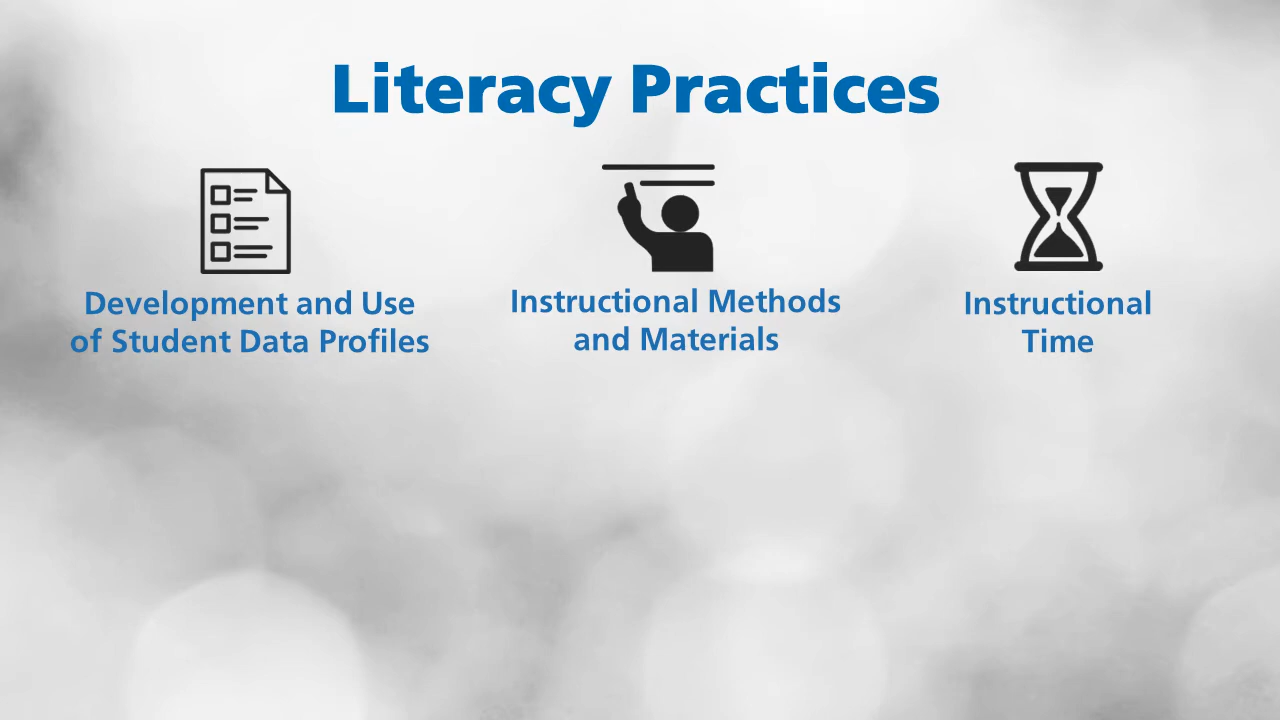 Literacy Practices
Development and Use
of Student Data Profiles
Instructional Methods
and Materials
Instructional
Time